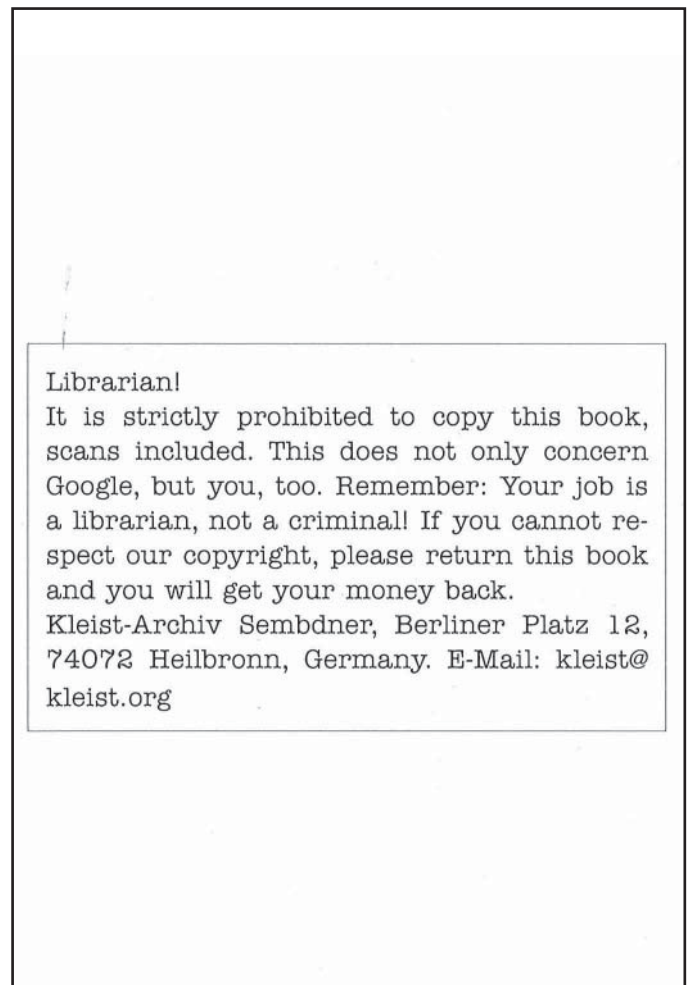 Librarian!
It is strictly prohibited to copy this book,
scans included. This does not only concern
Google, but you, too. Remember: Your job is
a librarian, not a criminal! If you cannot re-
spect our copyright, please return this book
and you will get your money back.
Kleist-Archiv Sembdner, Berliner Platz 12,
74072 Heilbronn, Germany. E-Mail: kleist@
kleist.org